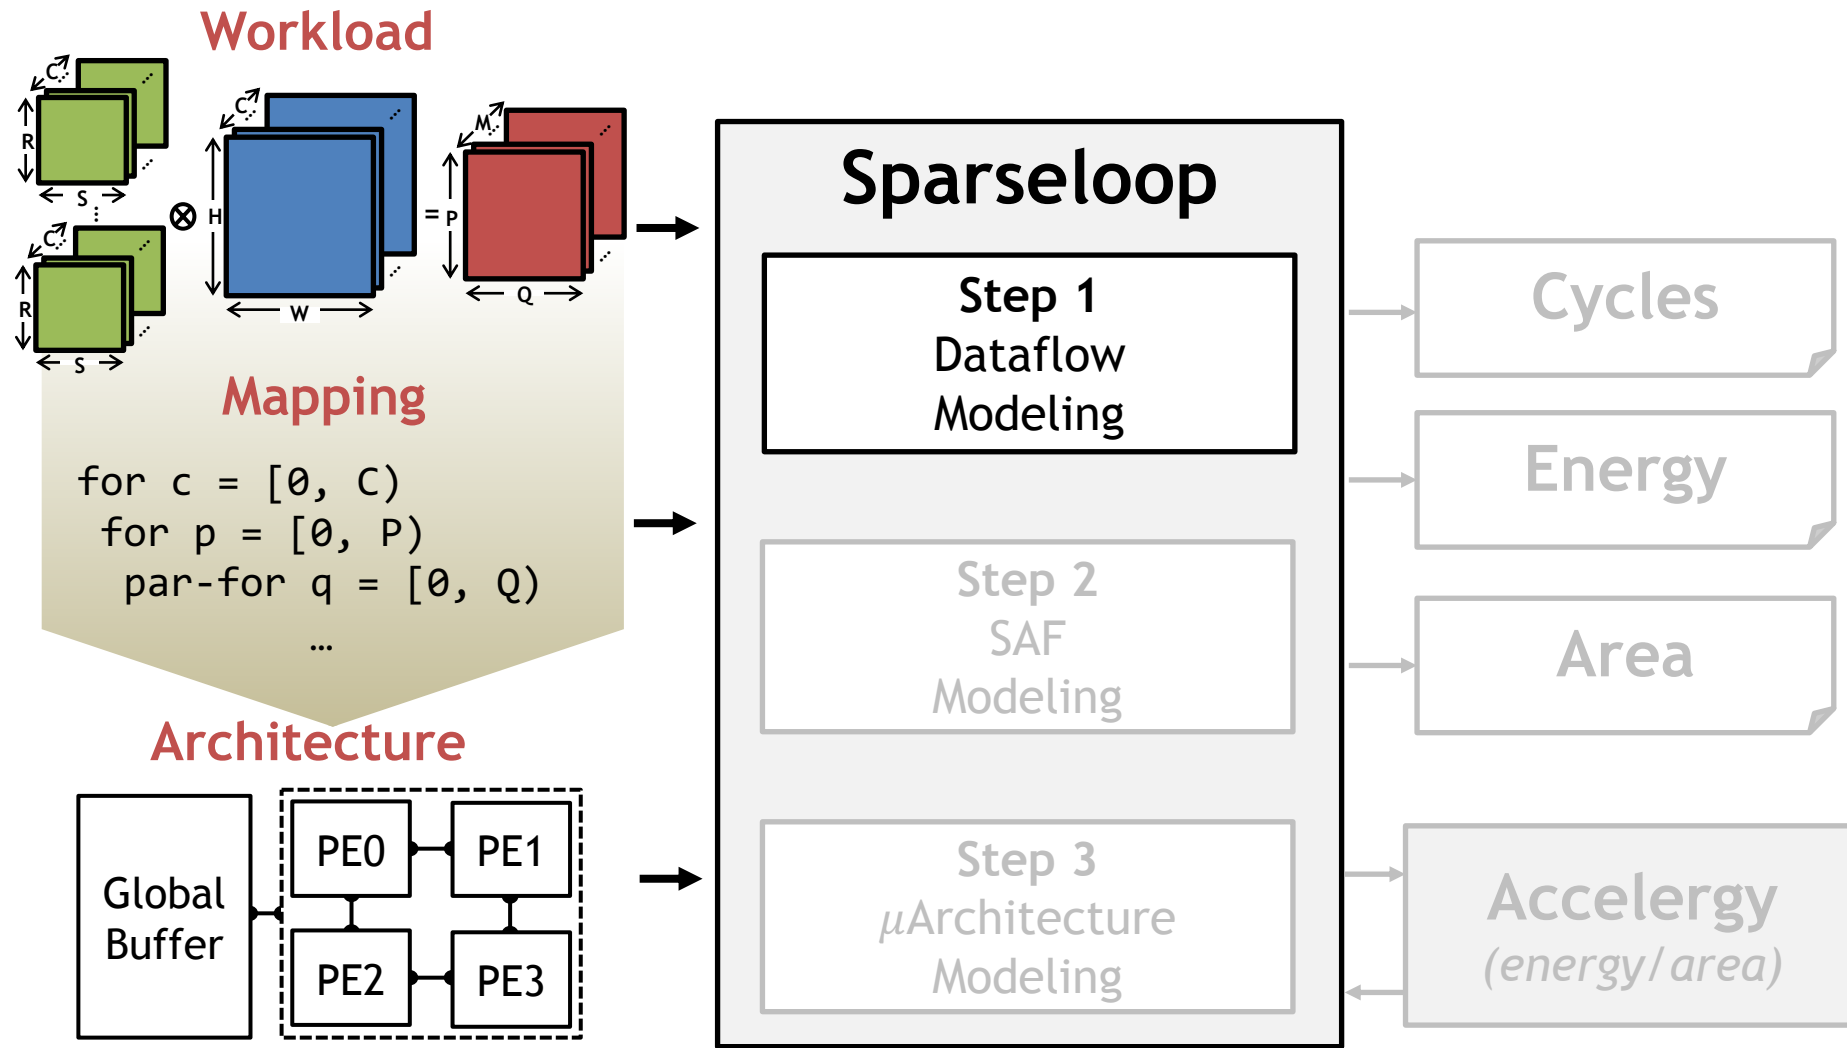 Workload
C
R
S
C
R
S
⊗
C
H
W
=
M
P
Q
Mapping
for c = [0, C)
for p = [0, P)
par-for q = [0, Q)
…
Architecture
Global
Buffer
PE0
PE1
PE2
PE3
Sparseloop
Step 1
Dataflow
Modeling
Step 2
SAF
Modeling
Step 3
μArchitecture
Modeling
Cycles
Energy
Area
Accelergy
(energy/area)